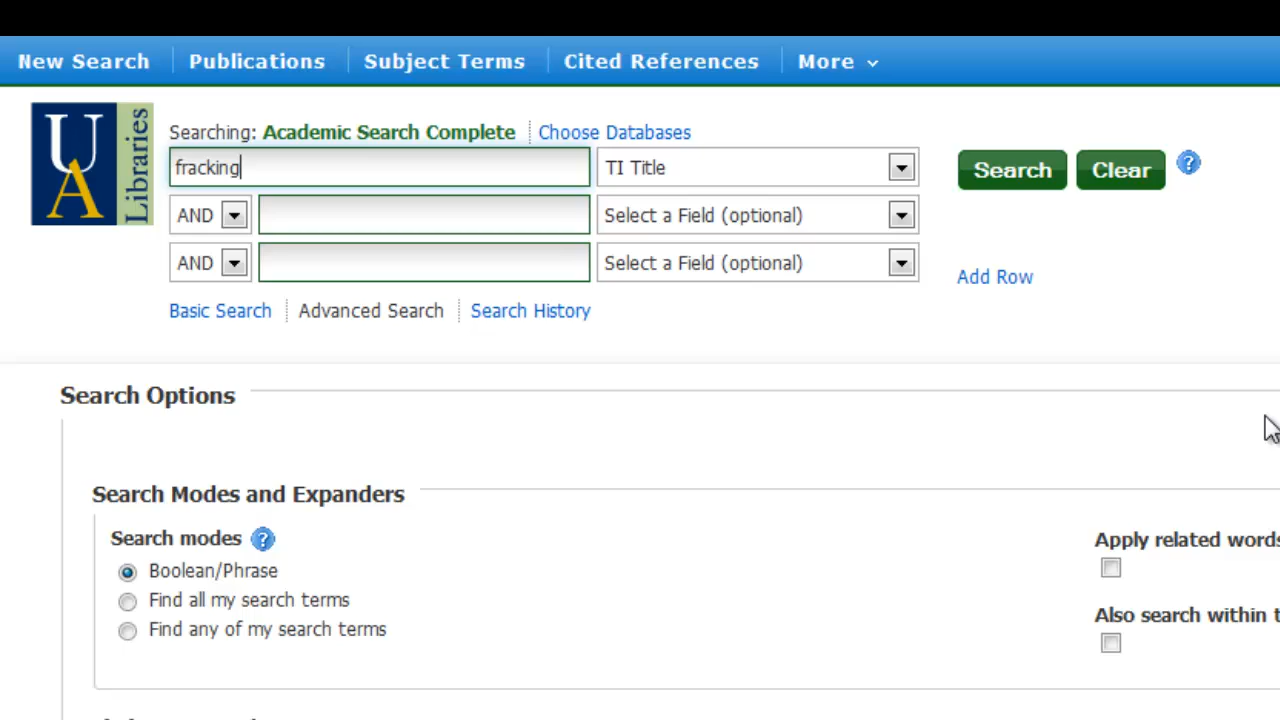 New Search Publications Subject Terms Cited References More
UA Libraries
Searching: Academic Search Complete Choose Databases
fracking TI Title Search Clear ?
AND Select a Field (optional)
AND Select a Field (optional) Add Row
Basic Search Advanced Search Search History
Search Options
Search Modes and Expanders
Search modes ? Apply related words
Boolean/Phrase
Find all my search terms
Also search within t
Find any of my search terms